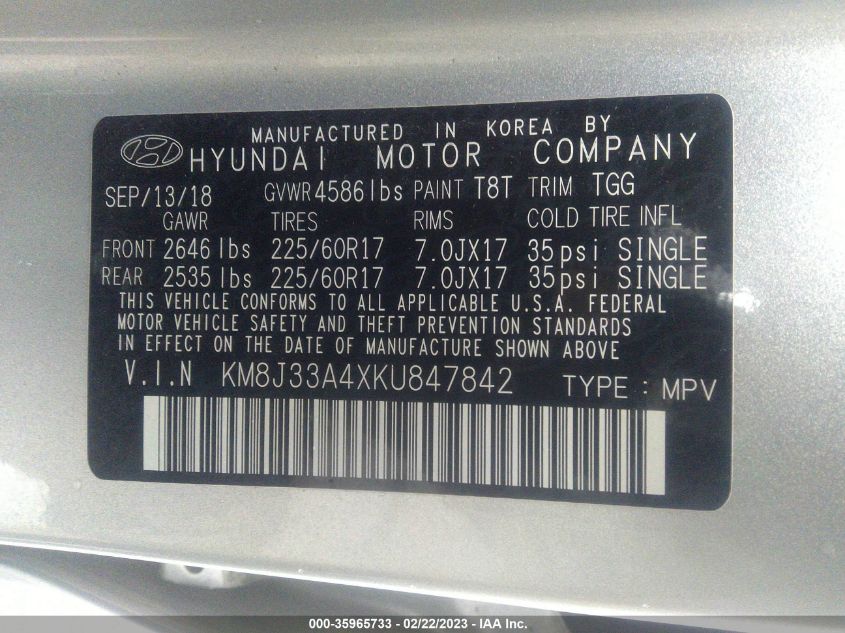 MANUFACTURED IN KOREA BY
HYUNDAI MOTOR COMPANY
SEP/13/18 GVWR 4586 lbs PAINT T8T TRIM TGG
GAWR TIRES RIMS COLD TIRE INFL
FRONT 2646 lbs 225/60R17 7.0JX17 35psi SINGLE
REAR 2535 lbs 225/60R17 7.0JX17 35psi SINGLE
THIS VEHICLE CONFORMS TO ALL APPLICABLE U.S.A. FEDERAL
MOTOR VEHICLE SAFETY AND THEFT PREVENTION STANDARDS
IN EFFECT ON THE DATE OF MANUFACTURE SHOWN ABOVE
V.I.N KM8J33A4XKU847842 TYPE : MPV
000-35965733 - 02/22/2023 - IAA Inc.